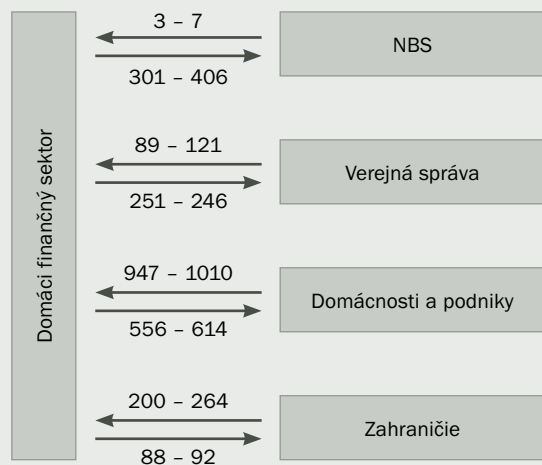 3 – 7
NBS
301 – 406
89 – 121
Verejná správa
251 – 246
Domáci finančný sektor
947 – 1010
Domácnosti a podniky
556 – 614
200 – 264
Zahraničie
88 – 92